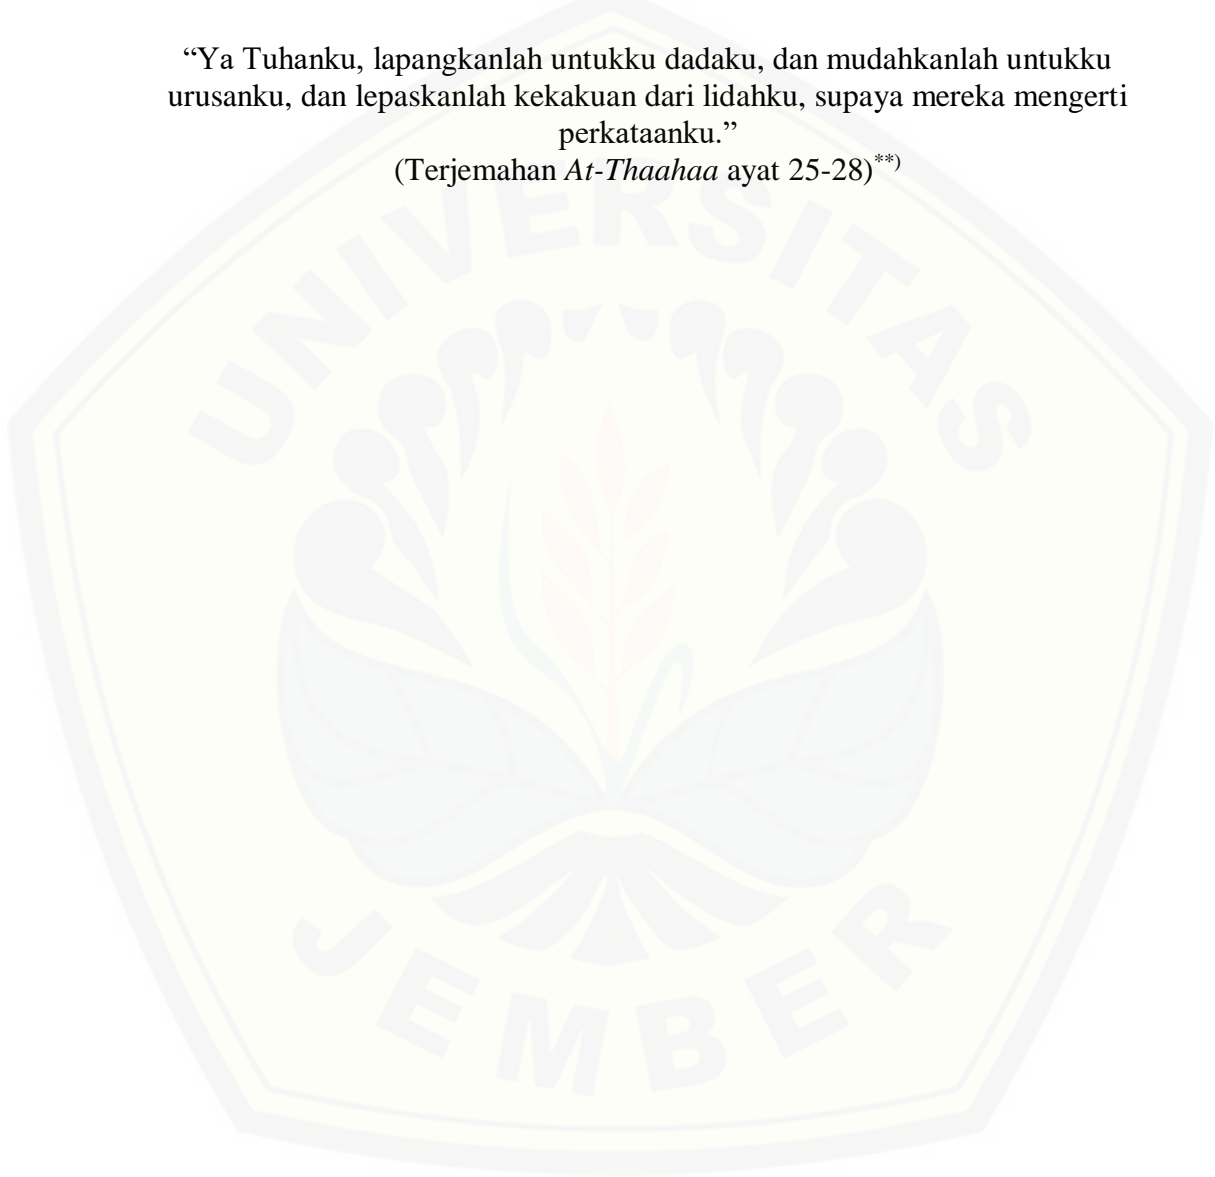 “Ya Tuhanku, lapangkanlah untukku dadaku, dan mudahkanlah untukku
urusanku, dan lepaskanlah kekakuan dari lidahku, supaya mereka mengerti
perkataanku.”
(Terjemahan At-Thaahaa ayat 25-28)**)
UNIVERSITAS
JEMBER